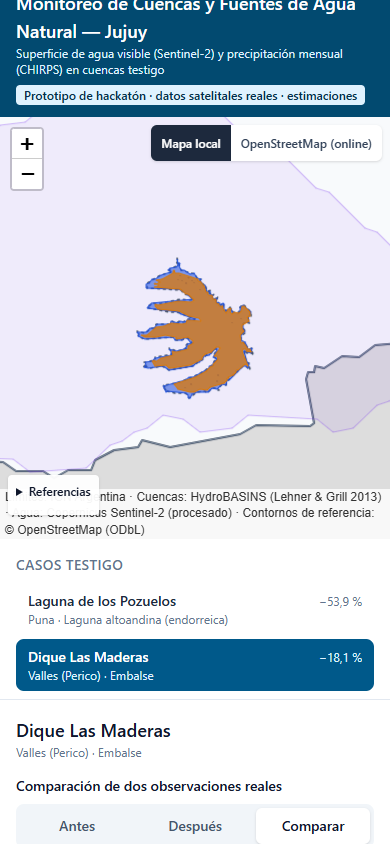 Monitoreo de Cuencas y Fuentes de Agua
Natural — Jujuy
Superficie de agua visible (Sentinel-2) y precipitación mensual
(CHIRPS) en cuencas testigo
Prototipo de hackatón · datos satelitales reales · estimaciones
+
−
Mapa local
OpenStreetMap (online)
▶ Referencias
ntina · Cuencas: HydroBASINS (Lehner & Grill 2013)
· Agua: Copernicus Sentinel-2 (procesado) · Contornos de referencia:
© OpenStreetMap (ODbL)
CASOS TESTIGO
Laguna de los Pozuelos
−53,9 %
Puna · Laguna altoandina (endorreica)
Dique Las Maderas
−18,1 %
Valles (Perico) · Embalse
Dique Las Maderas
Valles (Perico) · Embalse
Comparación de dos observaciones reales
Antes
Después
Comparar